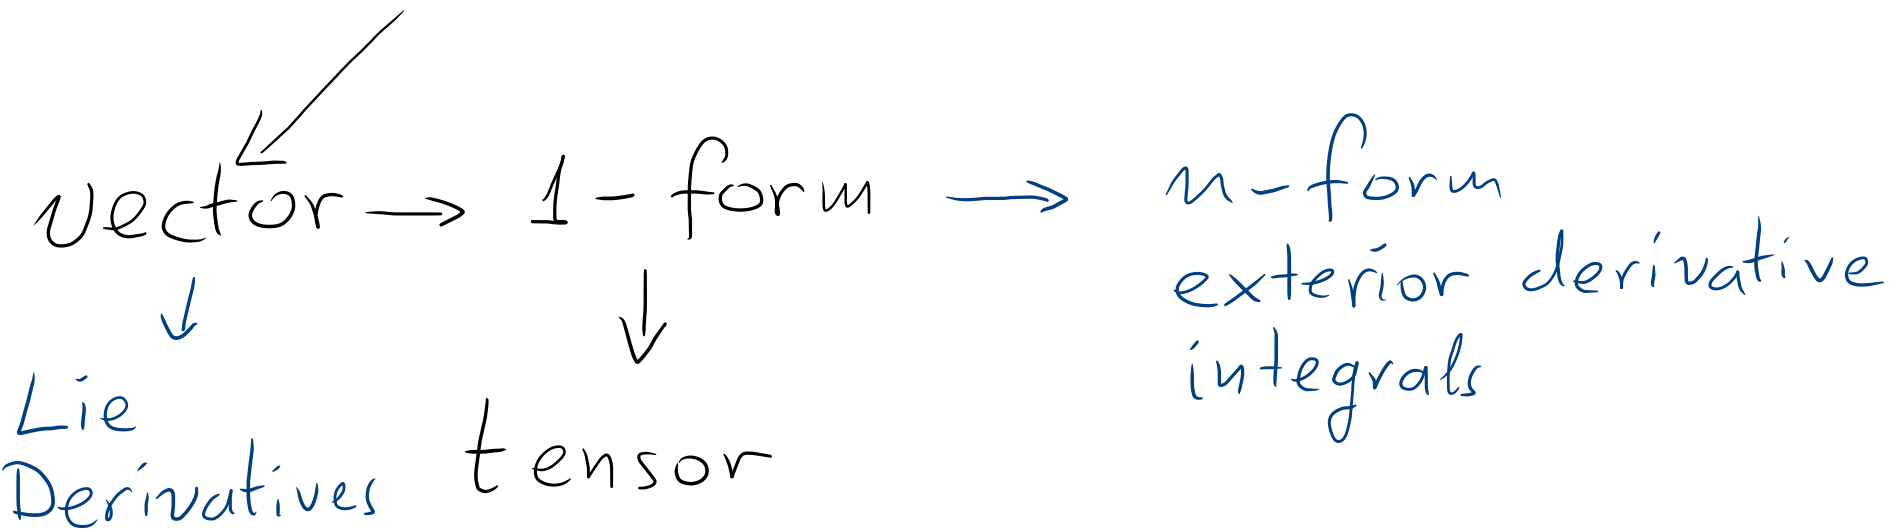 vector → 1-form → n-form
exterior derivative
integrals
Lie
Derivatives
tensor